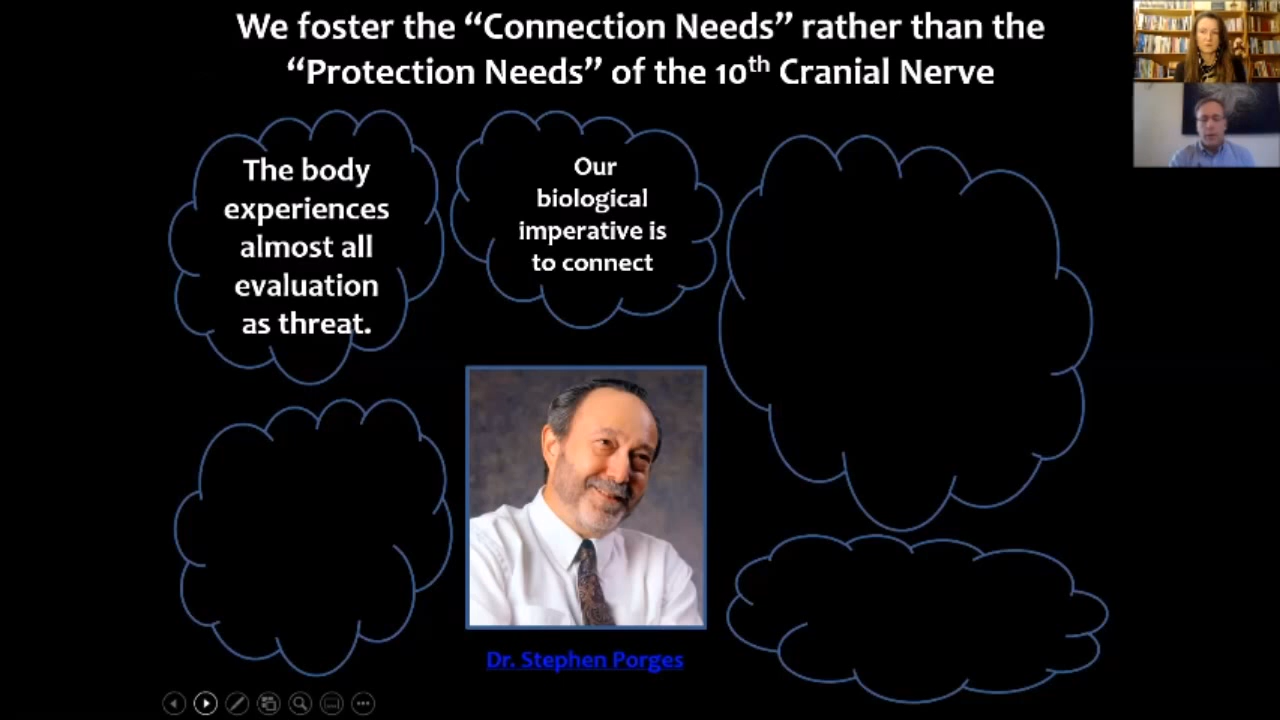 We foster the “Connection Needs” rather than the
“Protection Needs” of the 10th Cranial Nerve
The body
experiences
almost all
evaluation
as threat.
Our
biological
imperative is
to connect
Dr. Stephen Porges